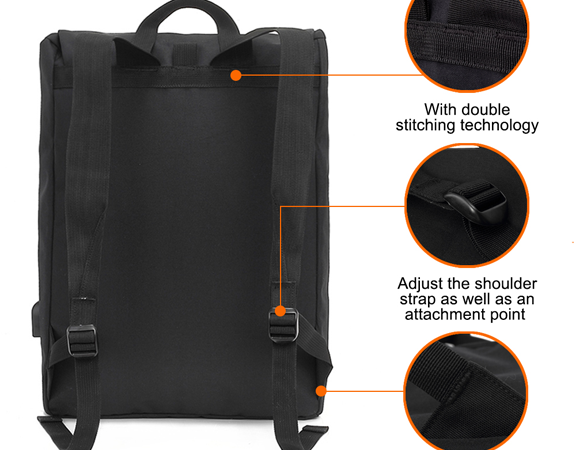 With double
stitching technology
Adjust the shoulder
strap as well as an
attachment point